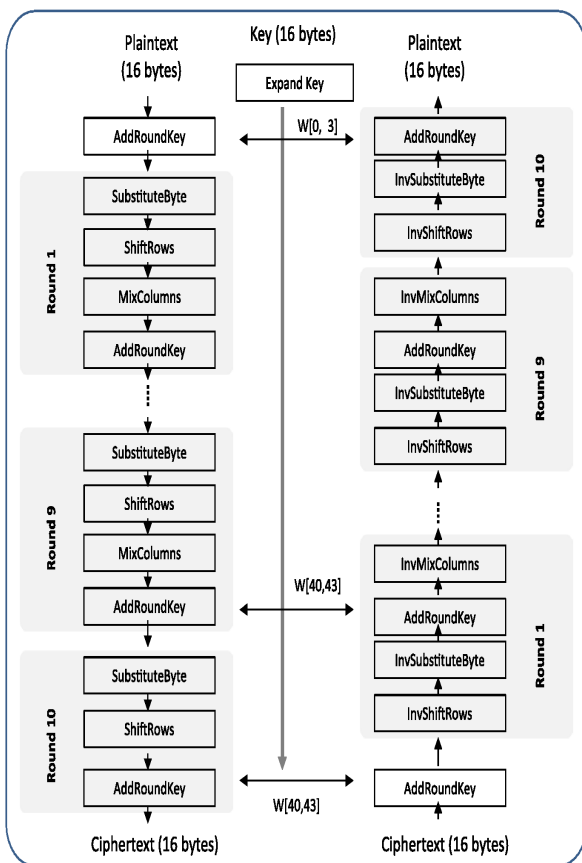 Plaintext
(16 bytes)
AddRoundKey
Round 1
SubstituteByte
ShiftRows
MixColumns
AddRoundKey
Round 9
SubstituteByte
ShiftRows
MixColumns
AddRoundKey
Round 10
SubstituteByte
ShiftRows
AddRoundKey
Ciphertext (16 bytes)
Key (16 bytes)
Expand Key
W[0, 3]
W[40,43]
W[40,43]
Plaintext
(16 bytes)
AddRoundKey
InvSubstituteByte
InvShiftRows
Round 10
InvMixColumns
AddRoundKey
InvSubstituteByte
InvShiftRows
Round 9
InvMixColumns
AddRoundKey
InvSubstituteByte
InvShiftRows
Round 1
AddRoundKey
Ciphertext (16 bytes)